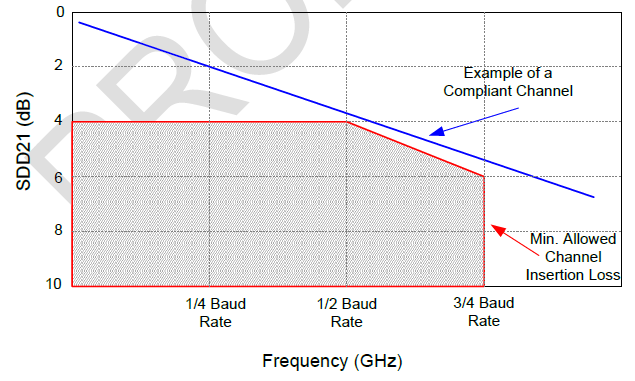 0
2
4
6
8
10
SDD21 (dB)
Example of a
Compliant Channel
Min. Allowed
Channel
Insertion Loss
1/4 Baud
Rate
1/2 Baud
Rate
3/4 Baud
Rate
Frequency (GHz)